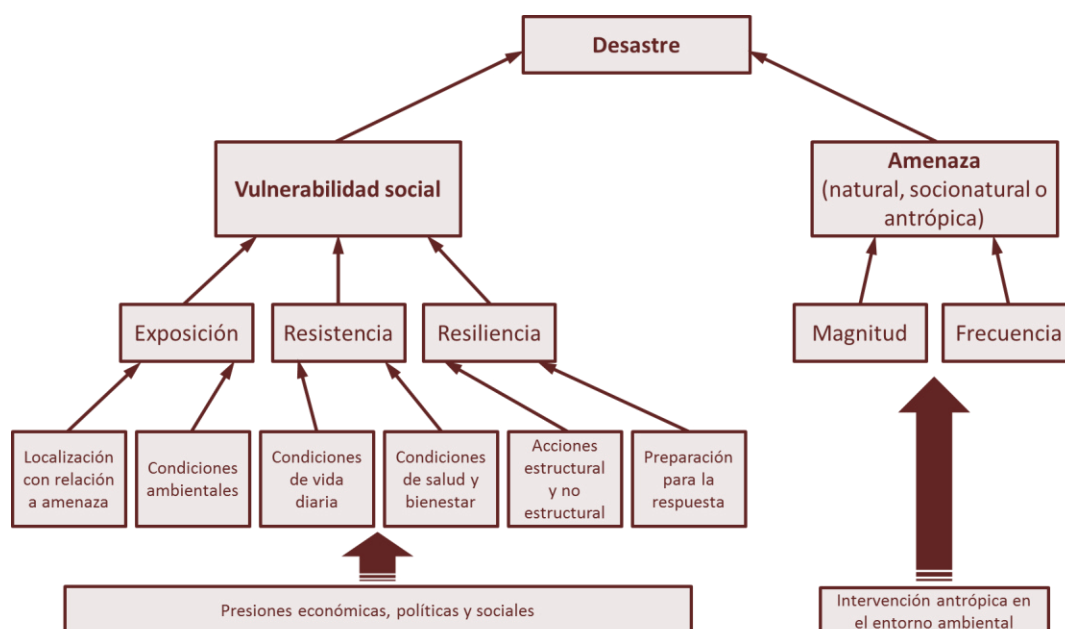 Desastre
Vulnerabilidad social
Amenaza
(natural, socionatural o
antrópica)
Exposición
Resistencia
Resiliencia
Magnitud
Frecuencia
Localización
con relación
a amenaza
Condiciones
ambientales
Condiciones
de vida
diaria
Condiciones
de salud y
bienestar
Acciones
estructural
y no
estructural
Preparación
para la
respuesta
Presiones económicas, políticas y sociales
Intervención antrópica en
el entorno ambiental